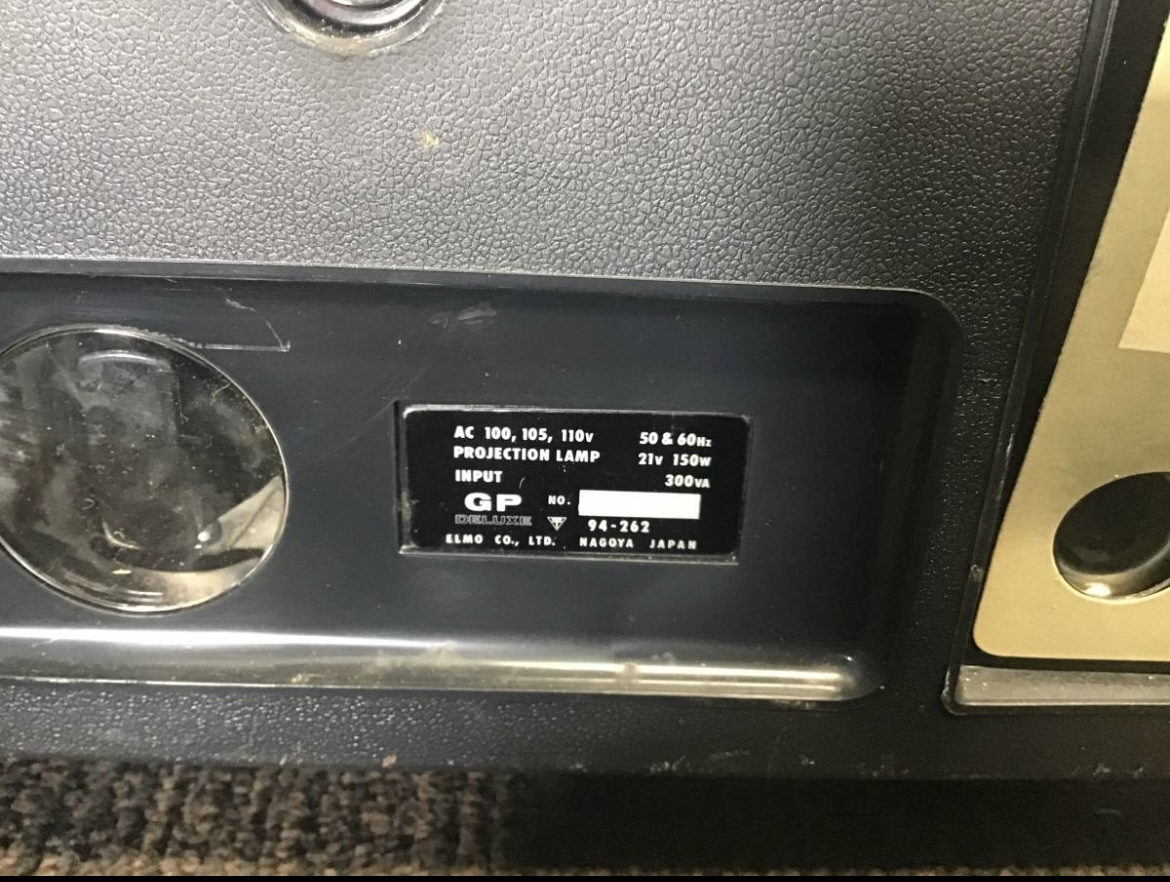 AC 100, 105, 110V 50 & 60Hz
PROJECTION LAMP 21V 150W
INPUT 300VA
GP NO.
DELUXE 94-262
ELMO CO., LTD. NAGOYA JAPAN